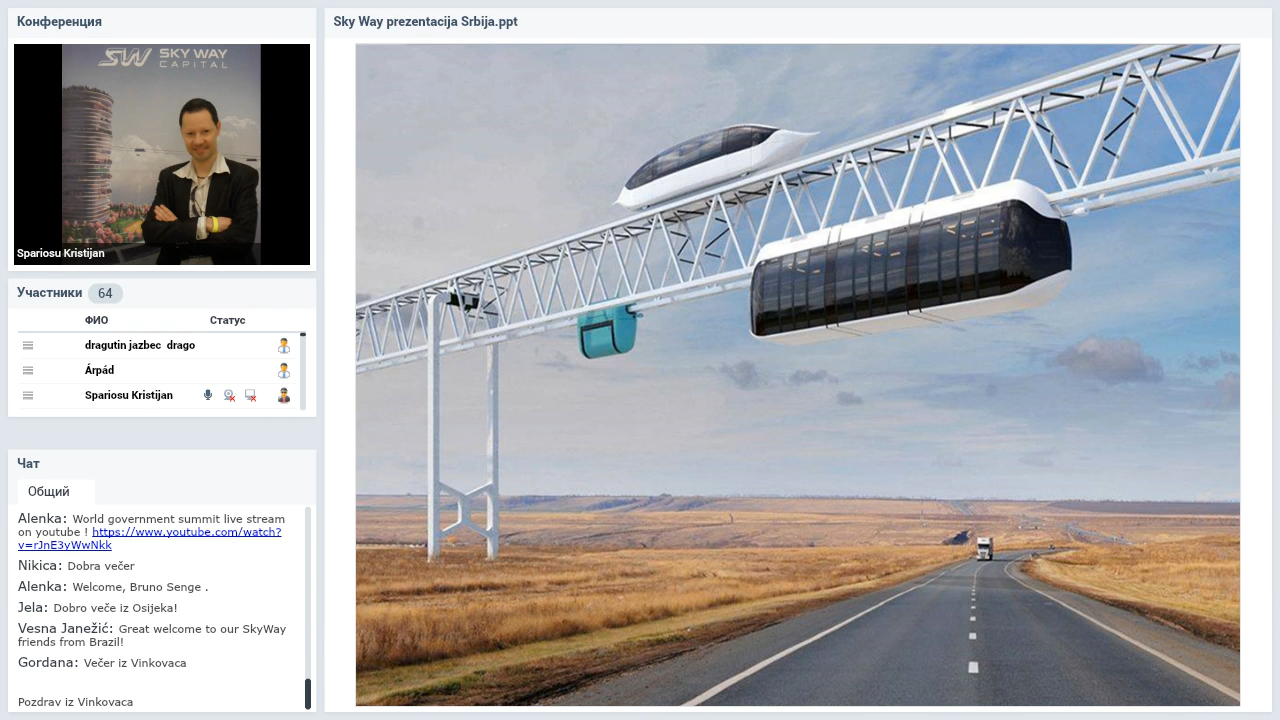 Конференция
SKY WAY
CAPITAL
Spariosu Kristijan
Участники 64
ФИО Статус
dragutin jazbec drago
Árpád
Spariosu Kristijan
Чат
Общий
Alenka: World government summit live stream
on youtube ! https://www.youtube.com/watch?
v=rJnE3yWwNkk
Nikica: Dobra večer
Alenka: Welcome, Bruno Senge .
Jela: Dobro veče iz Osijeka!
Vesna Janežić: Great welcome to our SkyWay
friends from Brazil!
Gordana: Večer iz Vinkovaca
Pozdrav iz Vinkovaca
Sky Way prezentacija Srbija.ppt